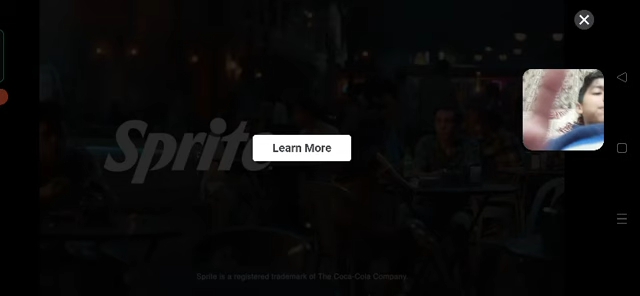 Sprite
Learn More
Sprite is a registered trademark of The Coca-Cola Company.